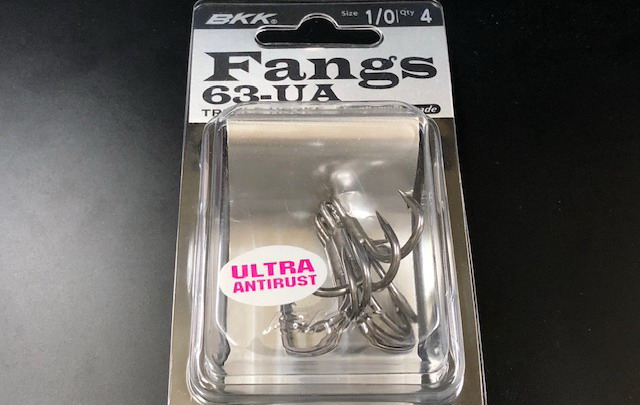 BKK® Size 1/0 Qty 4
Fangs
63-UA
ULTRA
ANTIRUST